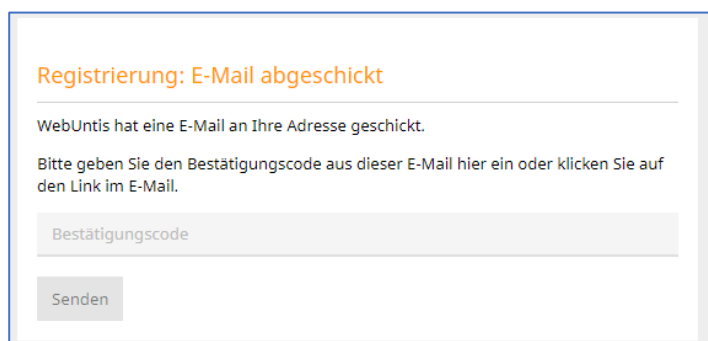 Registrierung: E-Mail abgeschickt
WebUntis hat eine E-Mail an Ihre Adresse geschickt.
Bitte geben Sie den Bestätigungscode aus dieser E-Mail hier ein oder klicken Sie auf
den Link im E-Mail.
Bestätigungscode
Senden